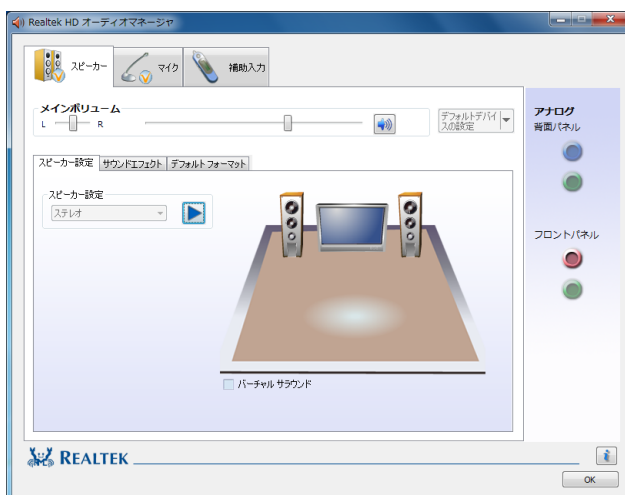 Realtek HD オーディオマネージャ
スピーカー
マイク
補助入力
メインボリューム
L
R
デフォルトデバイ
スの設定
アナログ
背面パネル
スピーカー設定
サウンドエフェクト
デフォルトフォーマット
スピーカー設定
ステレオ
フロントパネル
バーチャル サラウンド
REALTEK
i
OK